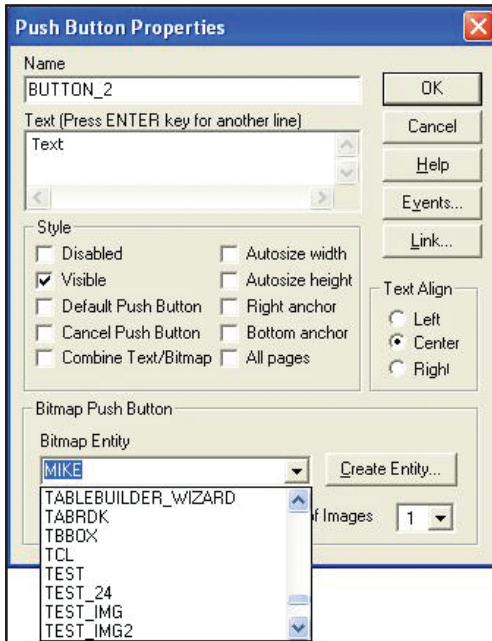 Push Button Properties
Name
BUTTON_2
OK
Text (Press ENTER key for another line)
Text
Cancel
Help
Events...
Link...
Style
Disabled
Visible
Default Push Button
Cancel Push Button
Combine Text/Bitmap
Autosize width
Autosize height
Right anchor
Bottom anchor
All pages
Text Align
Left
Center
Right
Bitmap Push Button
Bitmap Entity
MIKE
Create Entity...
of Images
1
TABLEBUILDER_WIZARD
TABRDK
TBBOX
TCL
TEST
TEST_24
TEST_IMG
TEST_IMG2